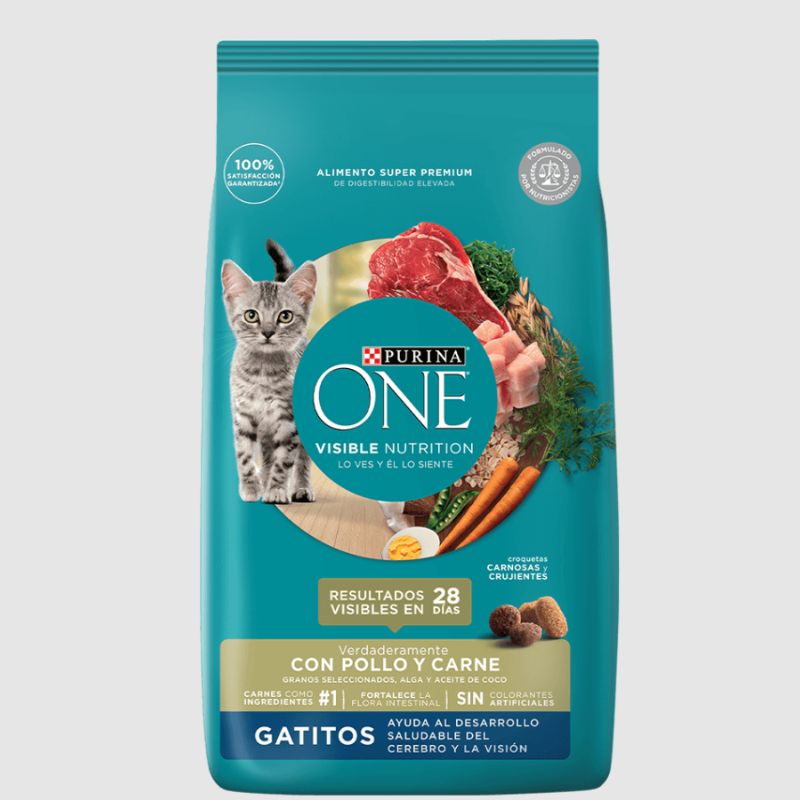 100%
SATISFACCIÓN
GARANTIZADA
ALIMENTO SUPER PREMIUM
DE DIGESTIBILIDAD ELEVADA
FORMULADO
POR NUTRICIONISTAS
PURINA
ONE
VISIBLE NUTRITION
LO VES Y ÉL LO SIENTE
croquetas
CARNOSAS y
CRUJIENTES
RESULTADOS
VISIBLES EN
28
DÍAS
Verdaderamente
CON POLLO Y CARNE
GRANOS SELECCIONADOS, ALGA Y ACEITE DE COCO
CARNES COMO
INGREDIENTES #1
FORTALECE LA
FLORA INTESTINAL
SIN COLORANTES
ARTIFICIALES
GATITOS
AYUDA AL DESARROLLO
SALUDABLE DEL
CEREBRO Y LA VISIÓN